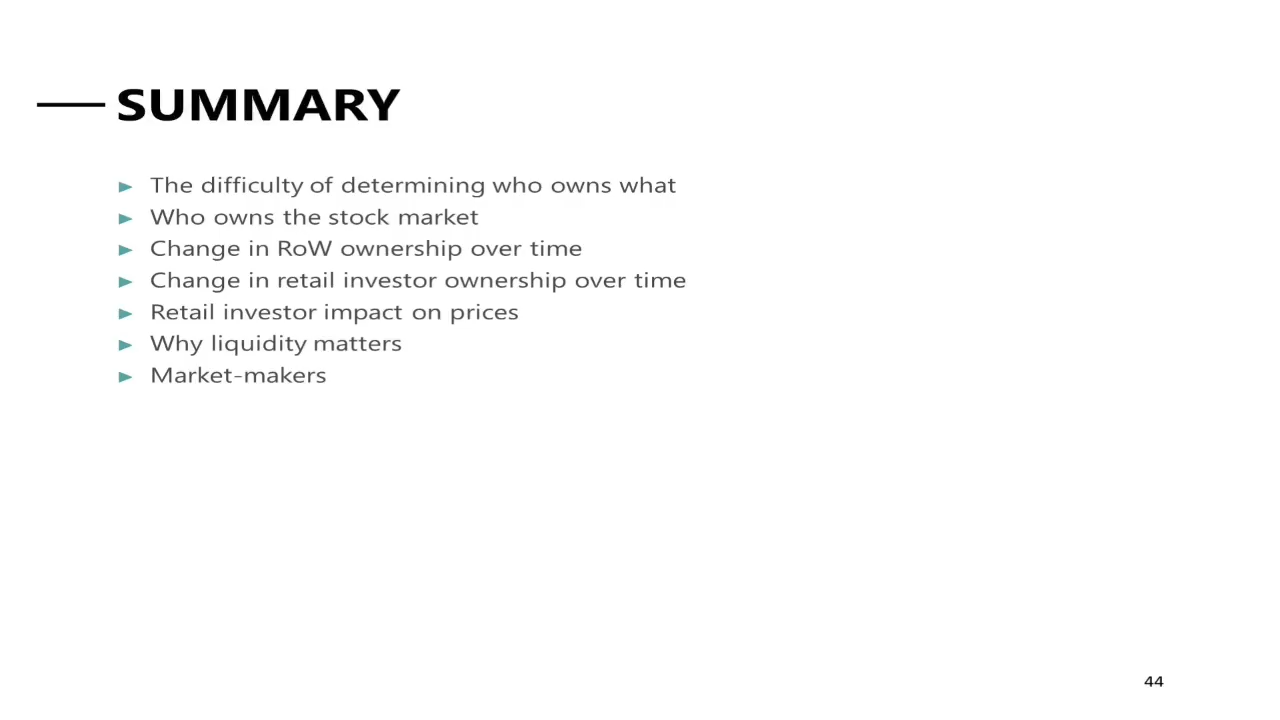 SUMMARY
► The difficulty of determining who owns what
► Who owns the stock market
► Change in RoW ownership over time
► Change in retail investor ownership over time
► Retail investor impact on prices
► Why liquidity matters
► Market-makers
44